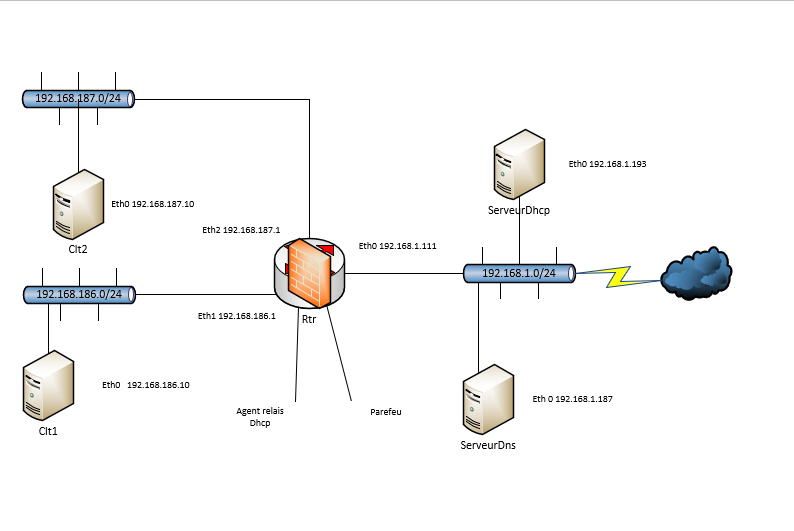 192.168.187.0/24
Eth0 192.168.1.193
Eth0 192.168.187.10
ServeurDhcp
Eth2 192.168.187.1
Clt2
Eth0 192.168.1.111
192.168.1.0/24
192.168.186.0/24
Eth1 192.168.186.1
Rtr
Eth0 192.168.186.10
Eth 0 192.168.1.187
Agent relais
Dhcp
Parefeu
Clt1
ServeurDns